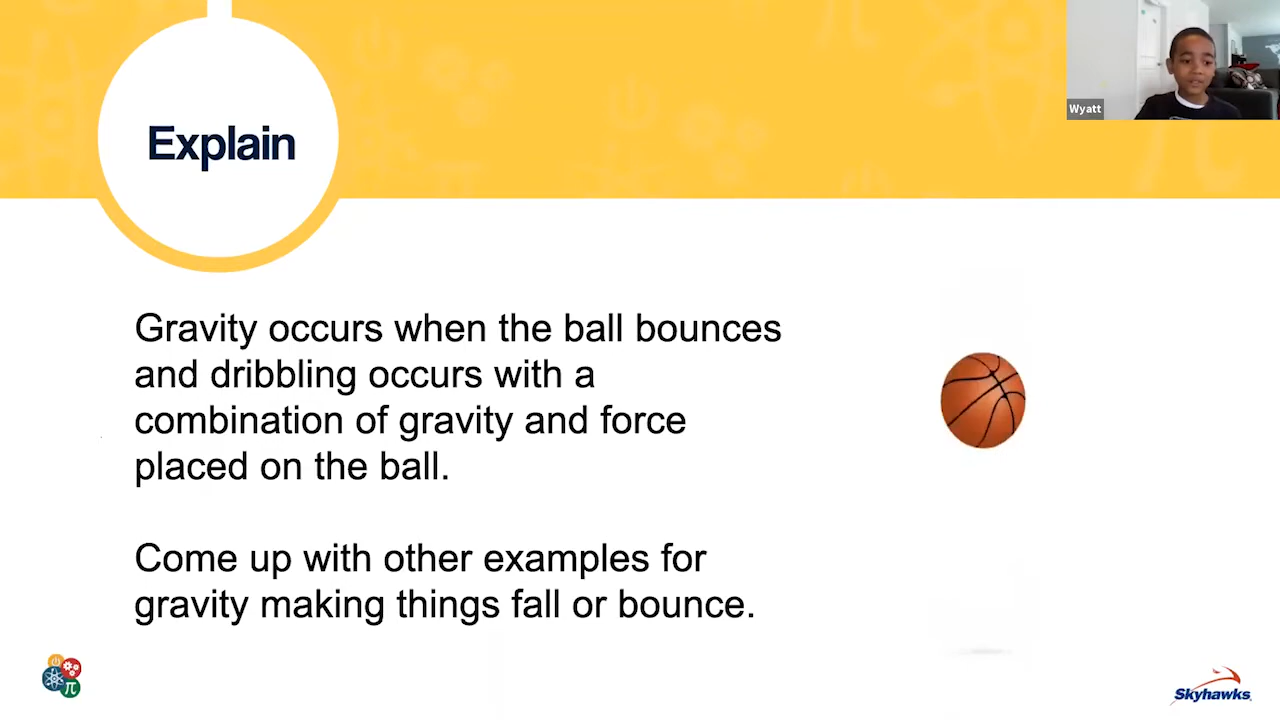 Explain
Wyatt
Gravity occurs when the ball bounces
and dribbling occurs with a
combination of gravity and force
placed on the ball.
Come up with other examples for
gravity making things fall or bounce.
π
Skyhawks